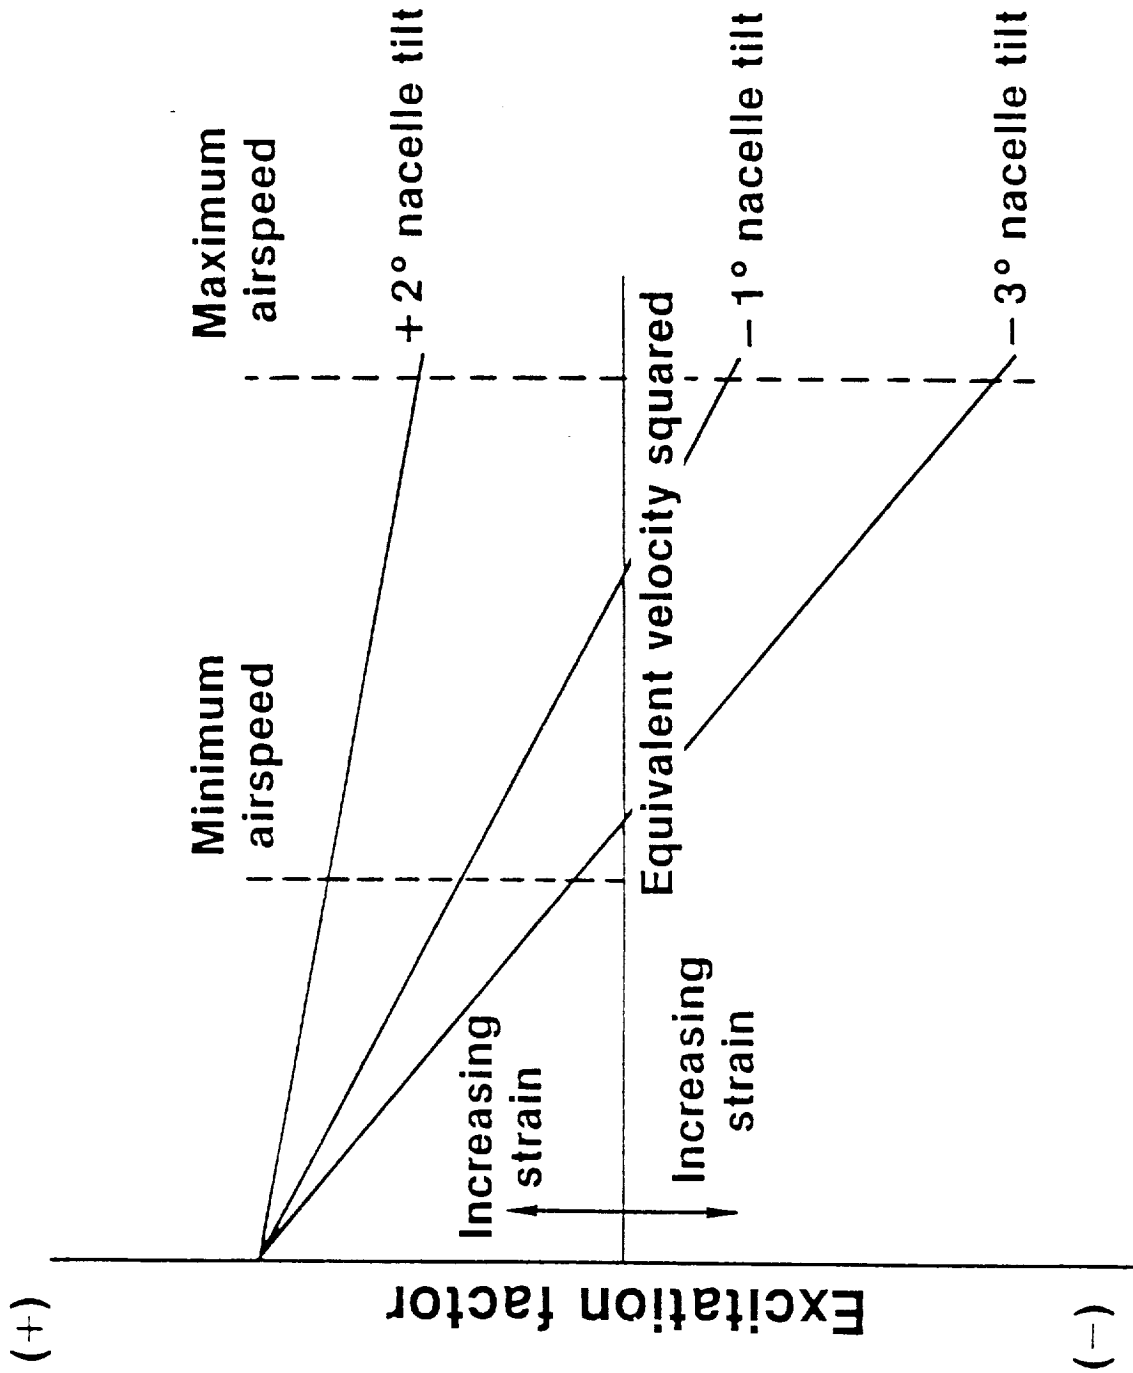 (+)
Excitation factor
(−)
Minimum
airspeed
Maximum
airspeed
+2° nacelle tilt
−1° nacelle tilt
−3° nacelle tilt
Equivalent velocity squared
Increasing
strain
Increasing
strain